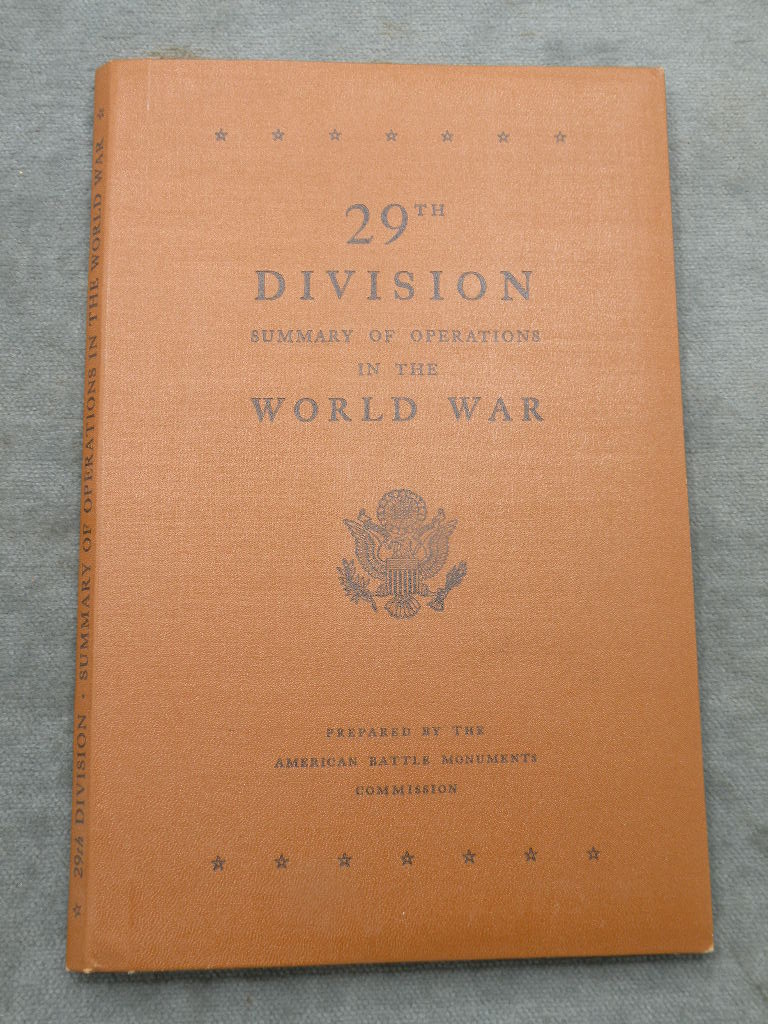 29TH
DIVISION
SUMMARY OF OPERATIONS
IN THE
WORLD WAR
PREPARED BY THE
AMERICAN BATTLE MONUMENTS
COMMISSION
29th DIVISION · SUMMARY OF OPERATIONS IN THE WORLD WAR